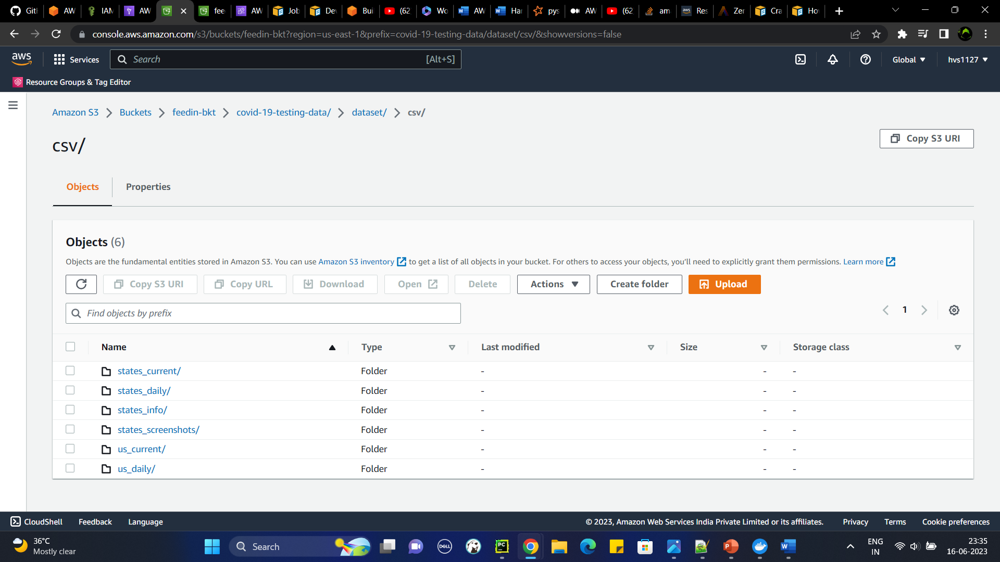 Git
AW
IAM
AW
fee
AW
Job
De
Bui
(62
Wo
AW
Har
pys
AW
(62
am
Res
Zer
Cra
Ho
console.aws.amazon.com/s3/buckets/feedin-bkt?region=us-east-1&prefix=covid-19-testing-data/dataset/csv/&showversions=false
aws
Services
Search
[Alt+S]
Global
hvs1127
Resource Groups & Tag Editor
Amazon S3 > Buckets > feedin-bkt > covid-19-testing-data/ > dataset/ > csv/
csv/
Copy S3 URI
Objects
Properties
Objects (6)
Objects are the fundamental entities stored in Amazon S3. You can use Amazon S3 inventory to get a list of all objects in your bucket. For others to access your objects, you'll need to explicitly grant them permissions. Learn more
Copy S3 URI
Copy URL
Download
Open
Delete
Actions
Create folder
Upload
Find objects by prefix
1
Name Type Last modified Size Storage class
states_current/ Folder - - -
states_daily/ Folder - - -
states_info/ Folder - - -
states_screenshots/ Folder - - -
us_current/ Folder - - -
us_daily/ Folder - - -
CloudShell
Feedback
Language
© 2023, Amazon Web Services India Private Limited or its affiliates.
Privacy
Terms
Cookie preferences
36°C
Mostly clear
Search
DELL
PC
ENG
IN
23:35
16-06-2023